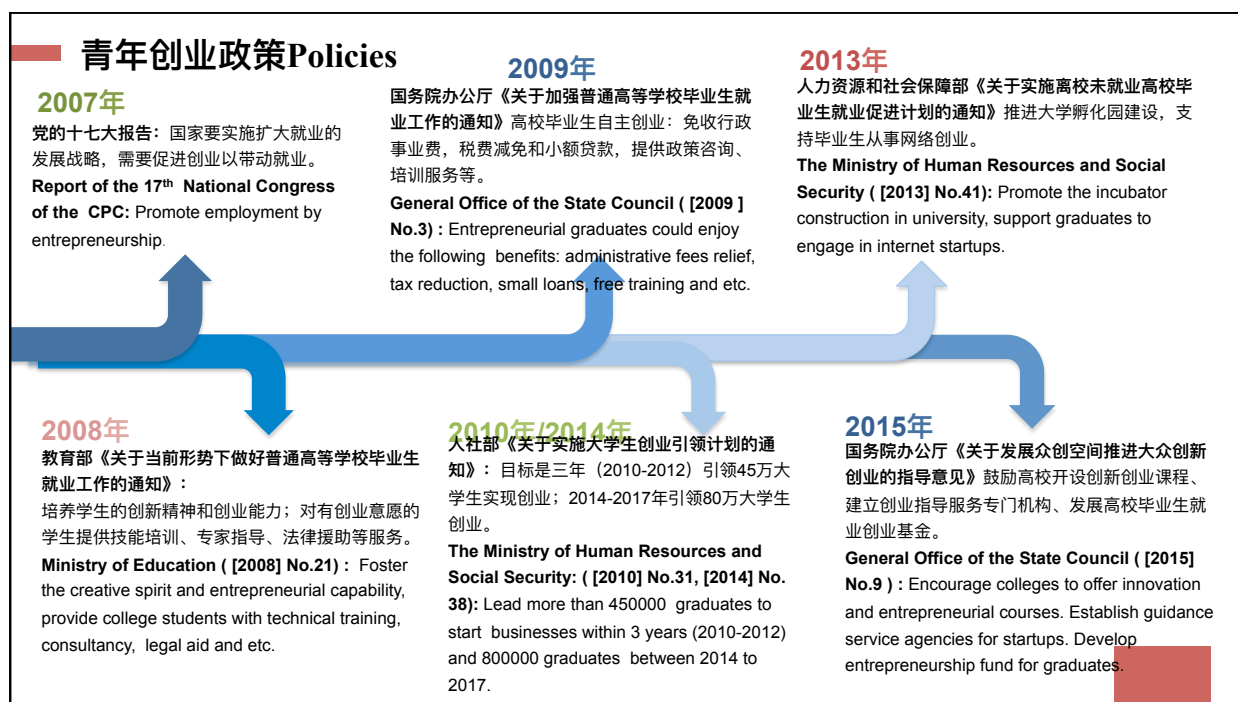 青年创业政策Policies
2007年
党的十七大报告：国家要实施扩大就业的
发展战略，需要促进创业以带动就业。
Report of the 17th National Congress
of the CPC: Promote employment by
entrepreneurship.
2009年
国务院办公厅《关于加强普通高等学校毕业生就
业工作的通知》高校毕业生自主创业：免收行政
事业费，税费减免和小额贷款，提供政策咨询、
培训服务等。
General Office of the State Council ( [2009 ]
No.3) : Entrepreneurial graduates could enjoy
the following benefits: administrative fees relief,
tax reduction, small loans, free training and etc.
2013年
人力资源和社会保障部《关于实施离校未就业高校毕
业生就业促进计划的通知》推进大学孵化园建设，支
持毕业生从事网络创业。
The Ministry of Human Resources and Social
Security ( [2013] No.41): Promote the incubator
construction in university, support graduates to
engage in internet startups.
2008年
教育部《关于当前形势下做好普通高等学校毕业生
就业工作的通知》：
培养学生的创新精神和创业能力；对有创业意愿的
学生提供技能培训、专家指导、法律援助等服务。
Ministry of Education ( [2008] No.21) : Foster
the creative spirit and entrepreneurial capability,
provide college students with technical training,
consultancy, legal aid and etc.
2010年/2014年
人社部《关于实施大学生创业引领计划的通
知》：目标是三年（2010-2012）引领45万大
学生实现创业；2014-2017年引领80万大学生
创业。
The Ministry of Human Resources and
Social Security: ( [2010] No.31, [2014] No.
38): Lead more than 450000 graduates to
start businesses within 3 years (2010-2012)
and 800000 graduates between 2014 to
2017.
2015年
国务院办公厅《关于发展众创空间推进大众创新
创业的指导意见》鼓励高校开设创新创业课程、
建立创业指导服务专门机构、发展高校毕业生就
业创业基金。
General Office of the State Council ( [2015]
No.9 ) : Encourage colleges to offer innovation
and entrepreneurial courses. Establish guidance
service agencies for startups. Develop
entrepreneurship fund for graduates.